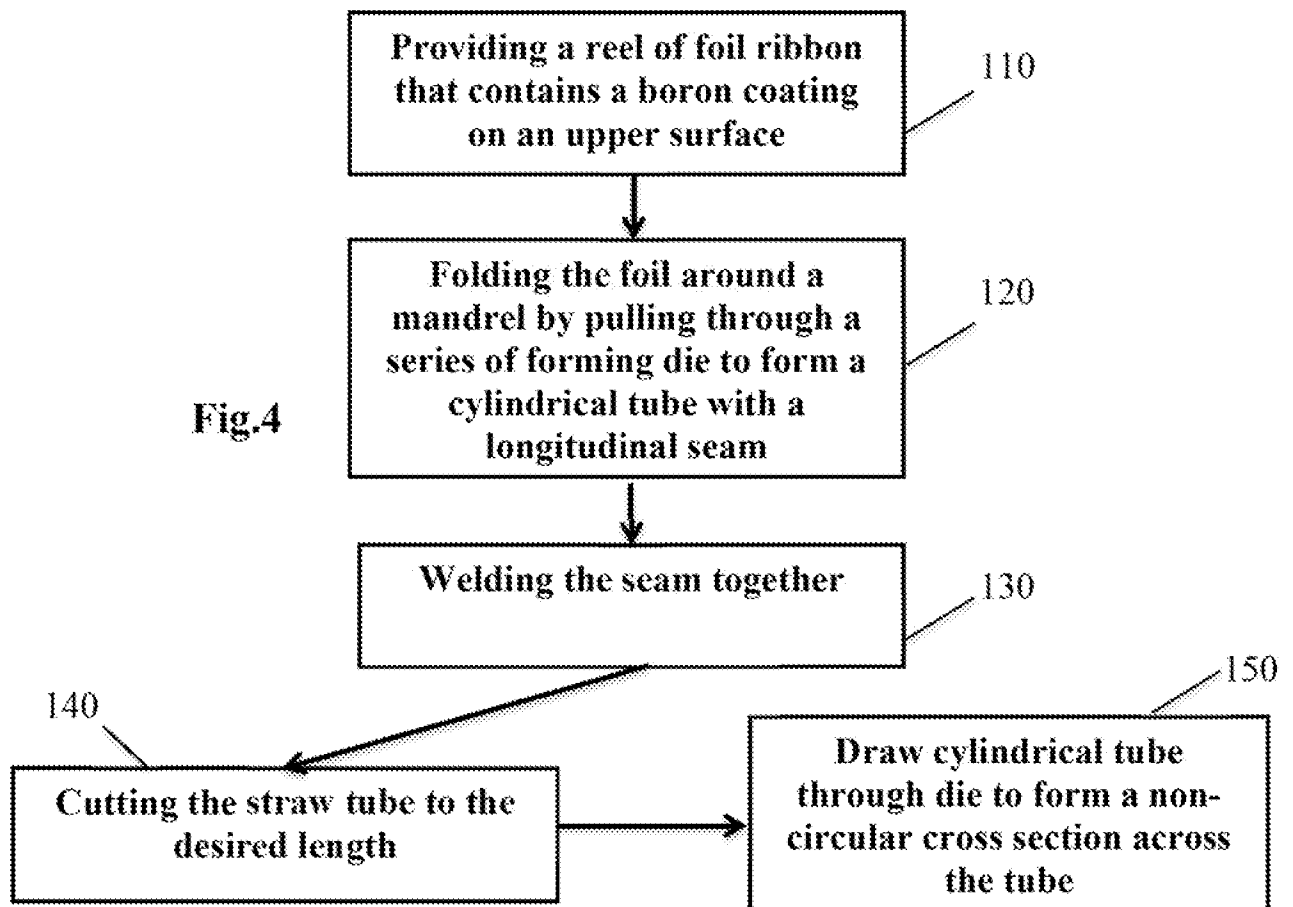 Providing a reel of foil ribbon
that contains a boron coating
on an upper surface
110
Folding the foil around a
mandrel by pulling through a
series of forming die to form a
cylindrical tube with a
longitudinal seam
120
Fig.4
Welding the seam together
130
140
Cutting the straw tube to the
desired length
150
Draw cylindrical tube
through die to form a non-
circular cross section across
the tube